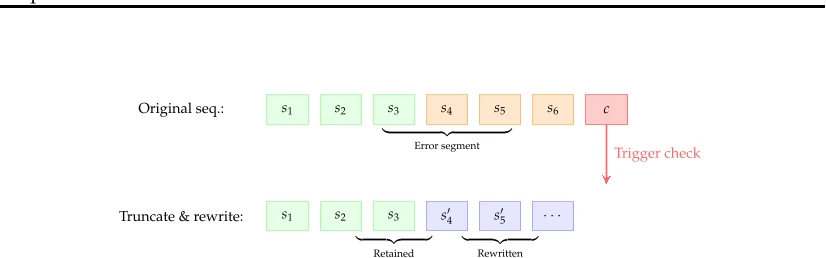 Original seq.: s₁ s₂ s₃ s₄ s₅ s₆ c
Error segment
Trigger check
Truncate & rewrite: s₁ s₂ s₃ s′₄ s′₅ ···
Retained Rewritten